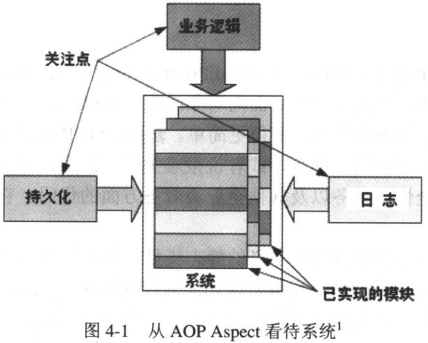 业务逻辑
关注点
持久化
日志
系统
已实现的模块
图 4-1 从 AOP Aspect 看待系统1